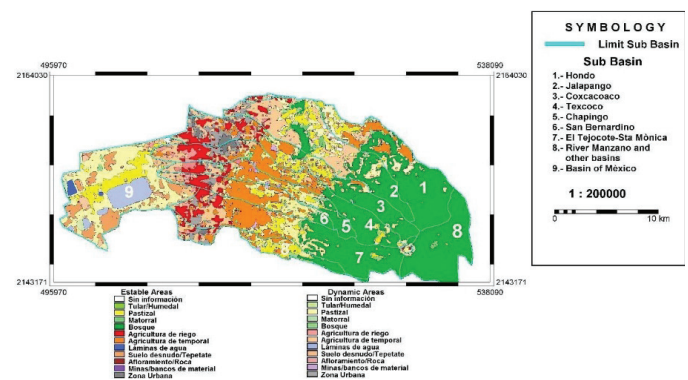 SYMBOLOGY
Limit Sub Basin
Sub Basin
1.- Hondo
2.- Jalapango
3.- Coxcacoaco
4.- Texcoco
5.- Chapingo
6.- San Bernardino
7.- El Tejocote-Sta Mònica
8.- River Manzano and
other basins
9.- Basin of México
1 : 200000
0 10 km
495970 538090
2164030 2164030
9 2 1 3 6 5 4 8 7 8
2143171 2143171
495970 538090
Estable Areas
Sin información
Tular/Humedal
Pastizal
Matorral
Bosque
Agricultura de riego
Agricultura de temporal
Láminas de agua
Suelo desnudo/Tepetate
Afloramiento/Roca
Minas/bancos de material
Zona Urbana
Dynamic Areas
Sin información
Tular/Humedal
Pastizal
Matorral
Bosque
Agricultura de riego
Agricultura de temporal
Láminas de agua
Suelo desnudo/Tepetate
Afloramiento/Roca
Minas/bancos de material
Zona Urbana